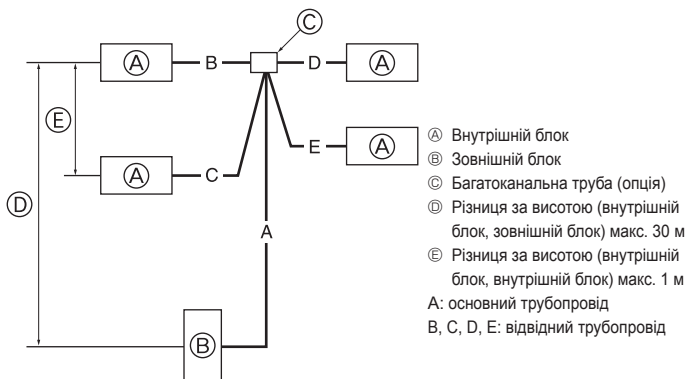 Ⓒ
Ⓐ B D Ⓐ
Ⓔ
Ⓐ C E Ⓐ
Ⓓ
A
Ⓑ
Ⓐ Внутрішній блок
Ⓑ Зовнішній блок
Ⓒ Багатоканальна труба (опція)
Ⓓ Різниця за висотою (внутрішній
блок, зовнішній блок) макс. 30 м
Ⓔ Різниця за висотою (внутрішній
блок, внутрішній блок) макс. 1 м
A: основний трубопровід
B, C, D, E: відвідний трубопровід